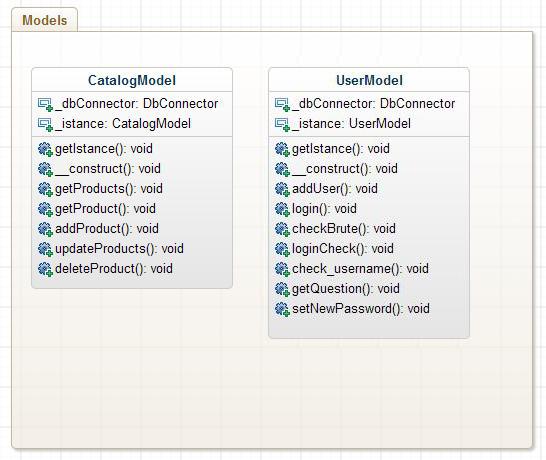 Models
CatalogModel
_dbConnector: DbConnector
_istance: CatalogModel
getIstance(): void
__construct(): void
getProducts(): void
getProduct(): void
addProduct(): void
updateProducts(): void
deleteProduct(): void
UserModel
_dbConnector: DbConnector
_istance: UserModel
getIstance(): void
__construct(): void
addUser(): void
login(): void
checkBrute(): void
loginCheck(): void
check_username(): void
getQuestion(): void
setNewPassword(): void